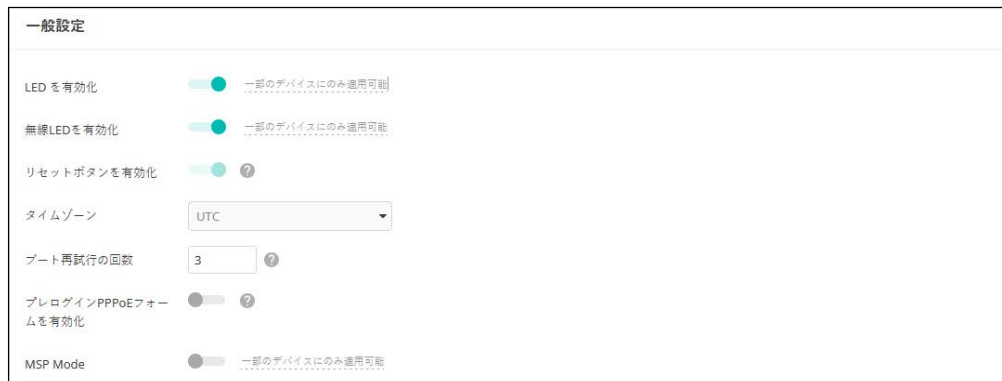 一般設定
LED を有効化 一部のデバイスにのみ適用可能
無線LEDを有効化 一部のデバイスにのみ適用可能
リセットボタンを有効化 ?
タイムゾーン UTC
ブート再試行の回数 3 ?
プレログインPPPoEフォー ?
ムを有効化
MSP Mode 一部のデバイスにのみ適用可能